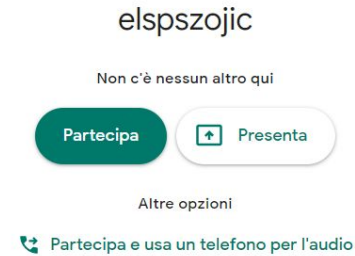 elspszojic
Non c'è nessun altro qui
Partecipa
Presenta
Altre opzioni
Partecipa e usa un telefono per l'audio